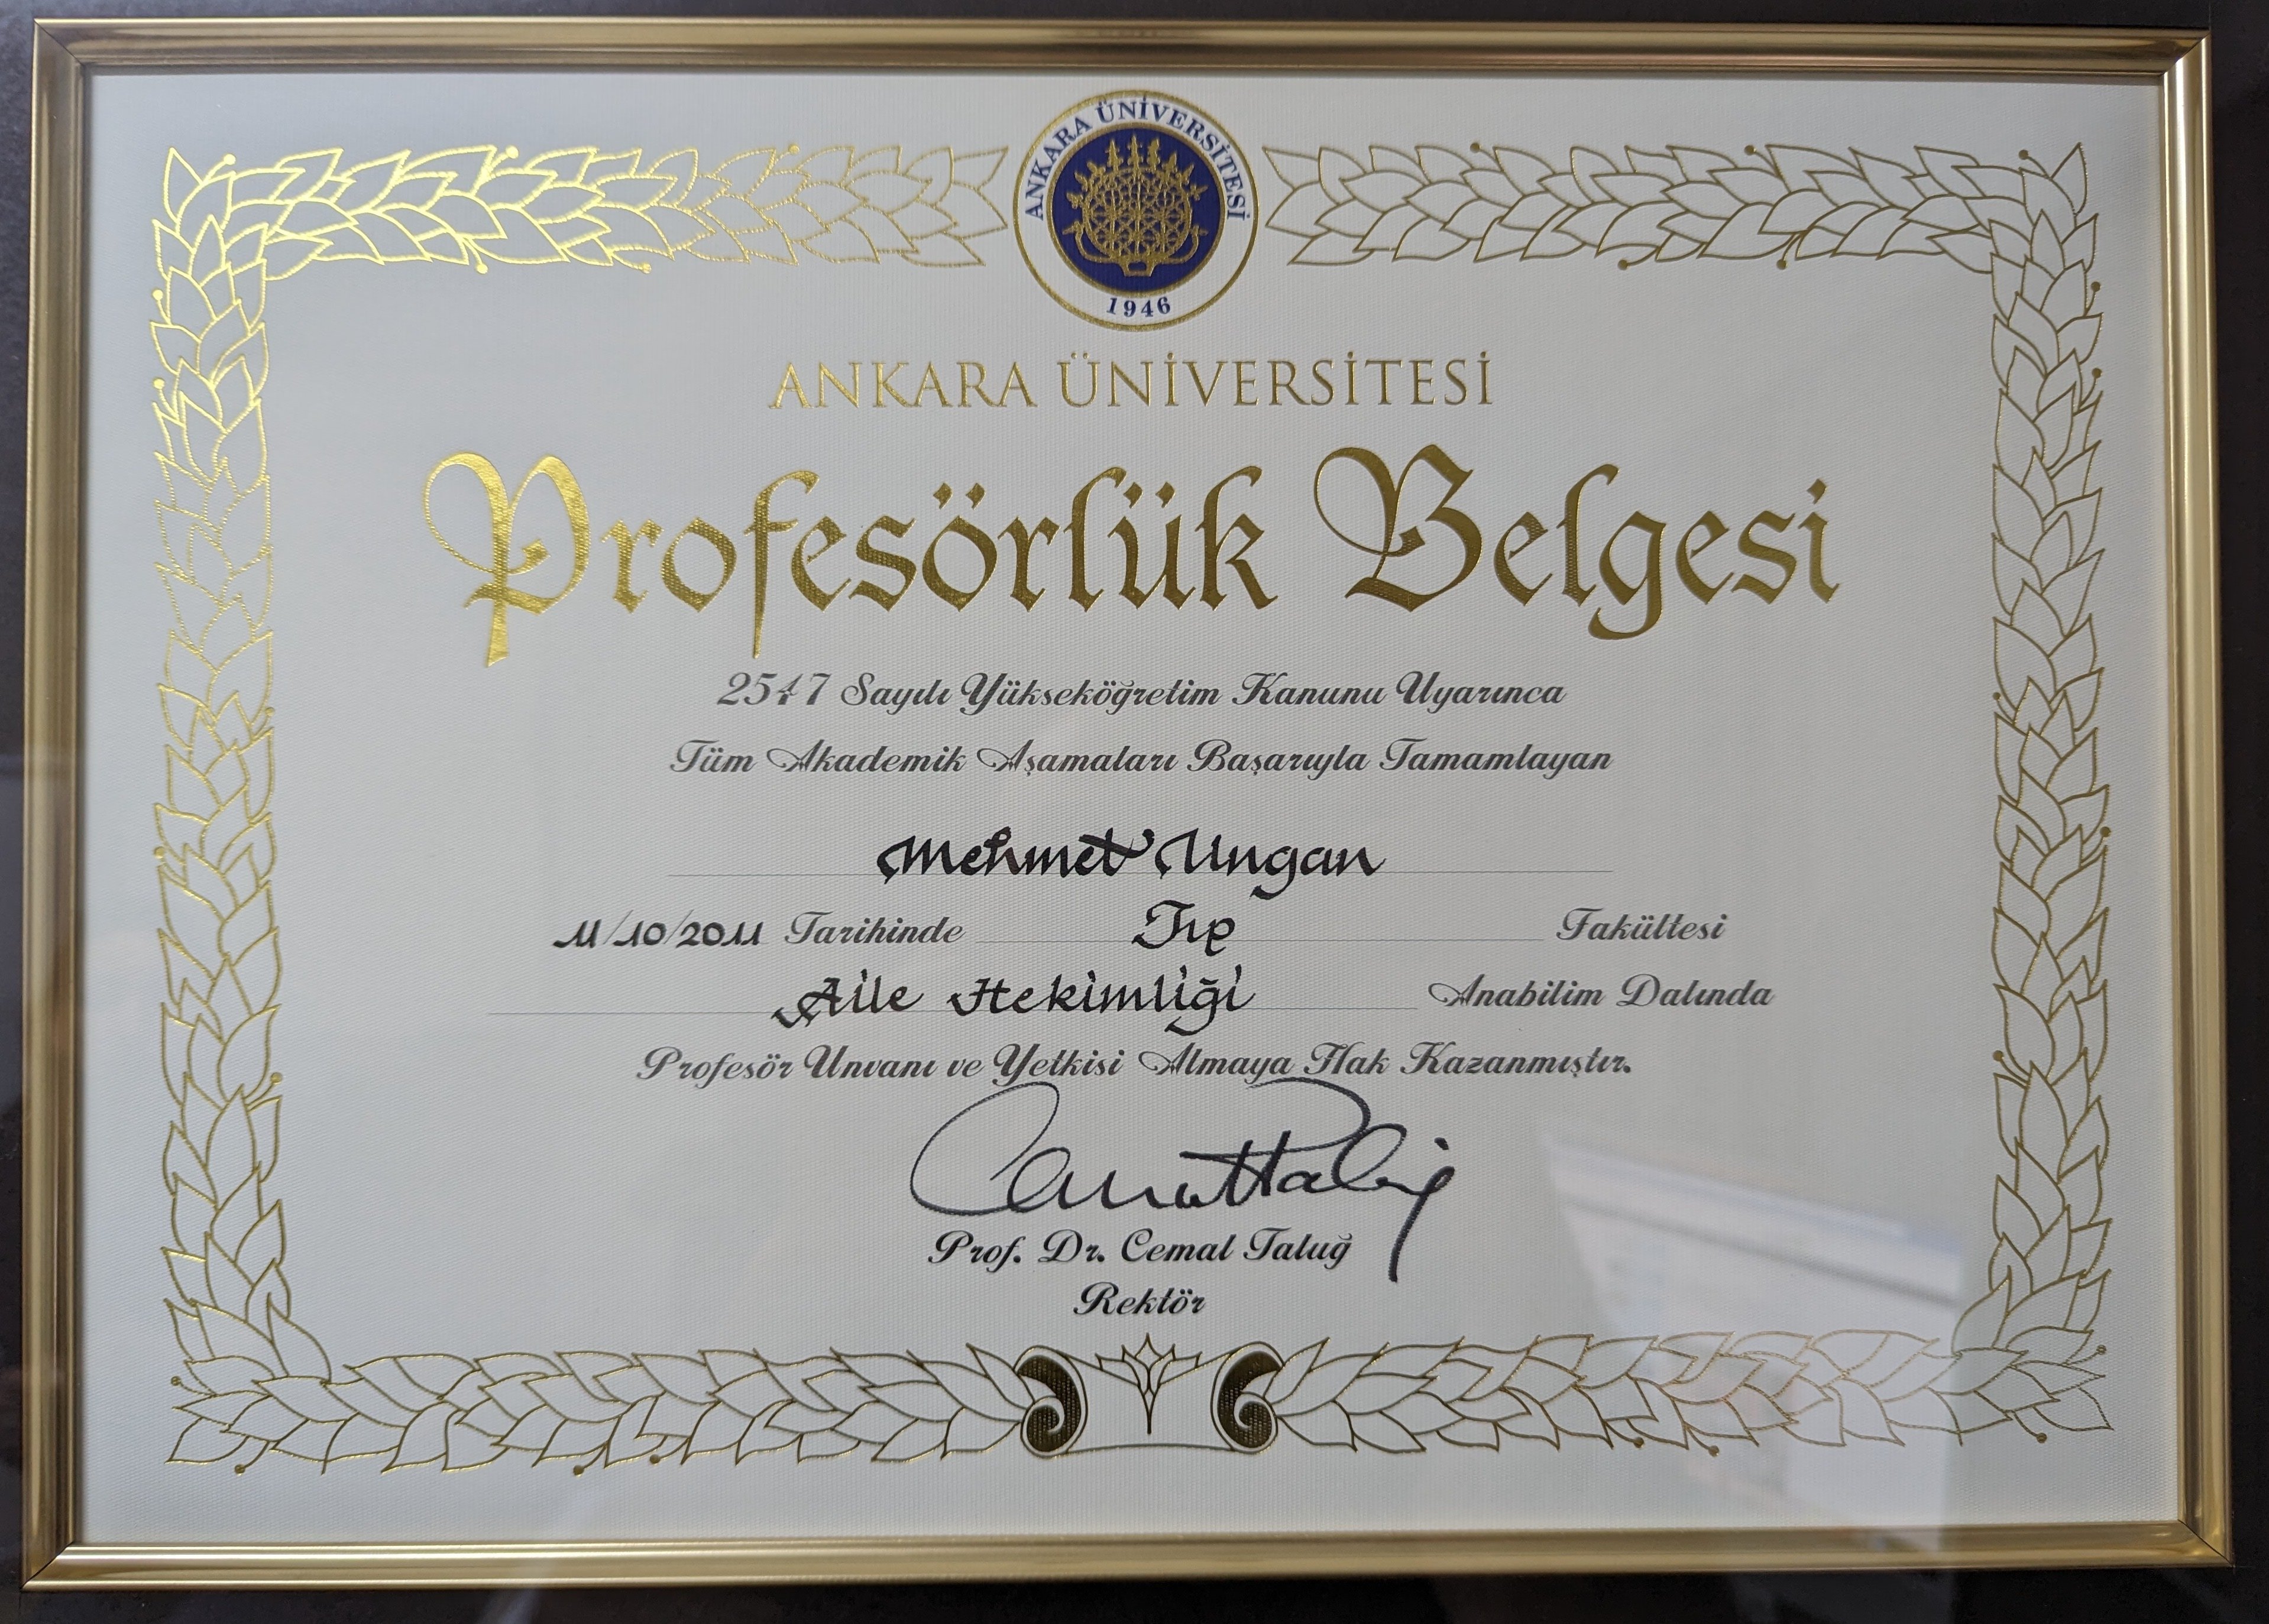 ANKARA ÜNİVERSİTESİ
1946
ANKARA ÜNİVERSİTESİ
Profesörlük Belgesi
2547 Sayılı Yükseköğretim Kanunu Uyarınca
Tüm Akademik Aşamaları Başarıyla Tamamlayan
Mehmet Ungan
11/10/2011 Tarihinde Tıp Fakültesi
Aile Hekimliği Anabilim Dalında
Profesör Unvanı ve Yetkisi Almaya Hak Kazanmıştır.
Prof. Dr. Cemal Taluğ
Rektör